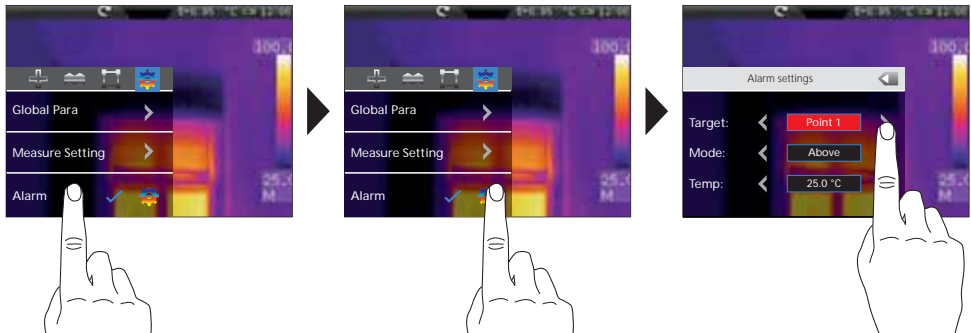 100.0
Global Para
Measure Setting
Alarm
25.0
M
100.0
Global Para
Measure Setting
Alarm
25.0
M
100.0
Alarm settings
Target:
Point 1
Mode:
Above
Temp:
25.0 °C
25.0
M